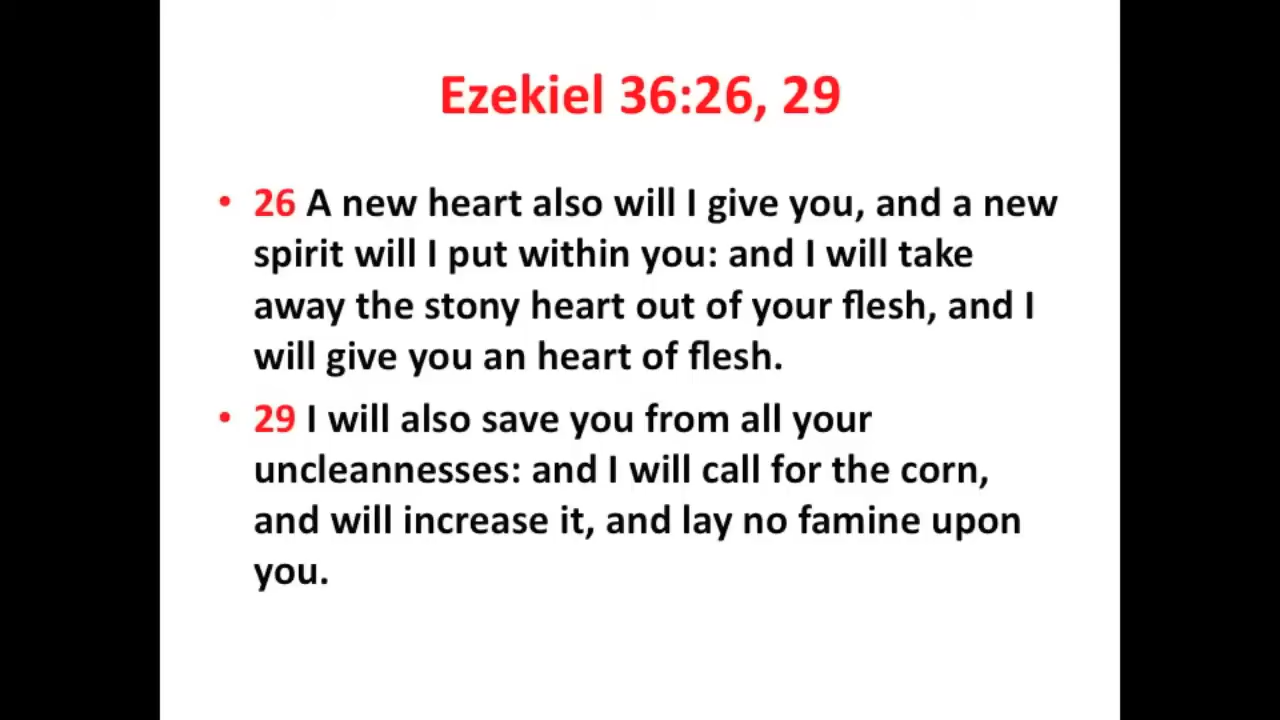 Ezekiel 36:26, 29
• 26 A new heart also will I give you, and a new
spirit will I put within you: and I will take
away the stony heart out of your flesh, and I
will give you an heart of flesh.
• 29 I will also save you from all your
uncleannesses: and I will call for the corn,
and will increase it, and lay no famine upon
you.